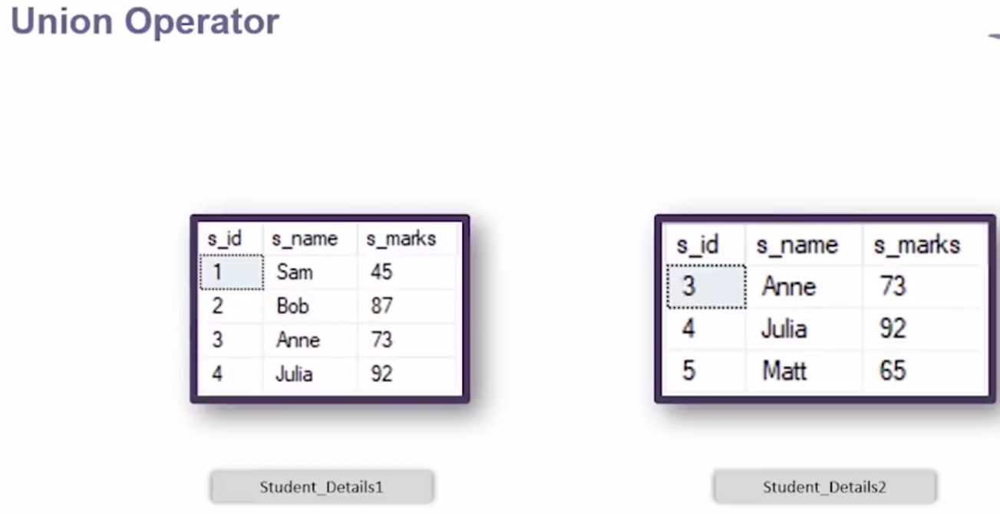 Union Operator
s_id s_name s_marks
1 Sam 45
2 Bob 87
3 Anne 73
4 Julia 92
s_id s_name s_marks
3 Anne 73
4 Julia 92
5 Matt 65
Student_Details1
Student_Details2